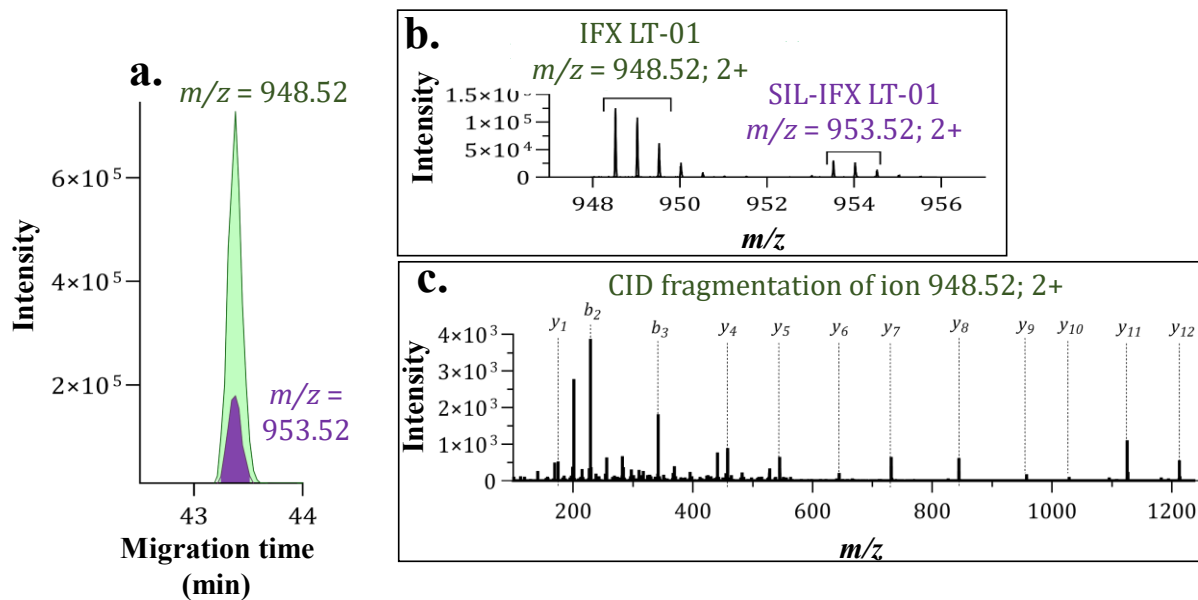 a.
m/z = 948.52
6×10⁵
4×10⁵
2×10⁵
m/z =
953.52
43 44
Intensity
Migration time
(min)
b.
IFX LT-01
m/z = 948.52; 2+
SIL-IFX LT-01
m/z = 953.52; 2+
1×10⁵
5×10⁴
0
948 950 952 954 956
Intensity
m/z
c.
CID fragmentation of ion 948.52; 2+
y₁ b₂ b₃ y₄ y₅ y₆ y₇ y₈ y₉ y₁₀ y₁₁ y₁₂
4×10³
3×10³
2×10³
1×10³
0
200 400 600 800 1000 1200
Intensity
m/z